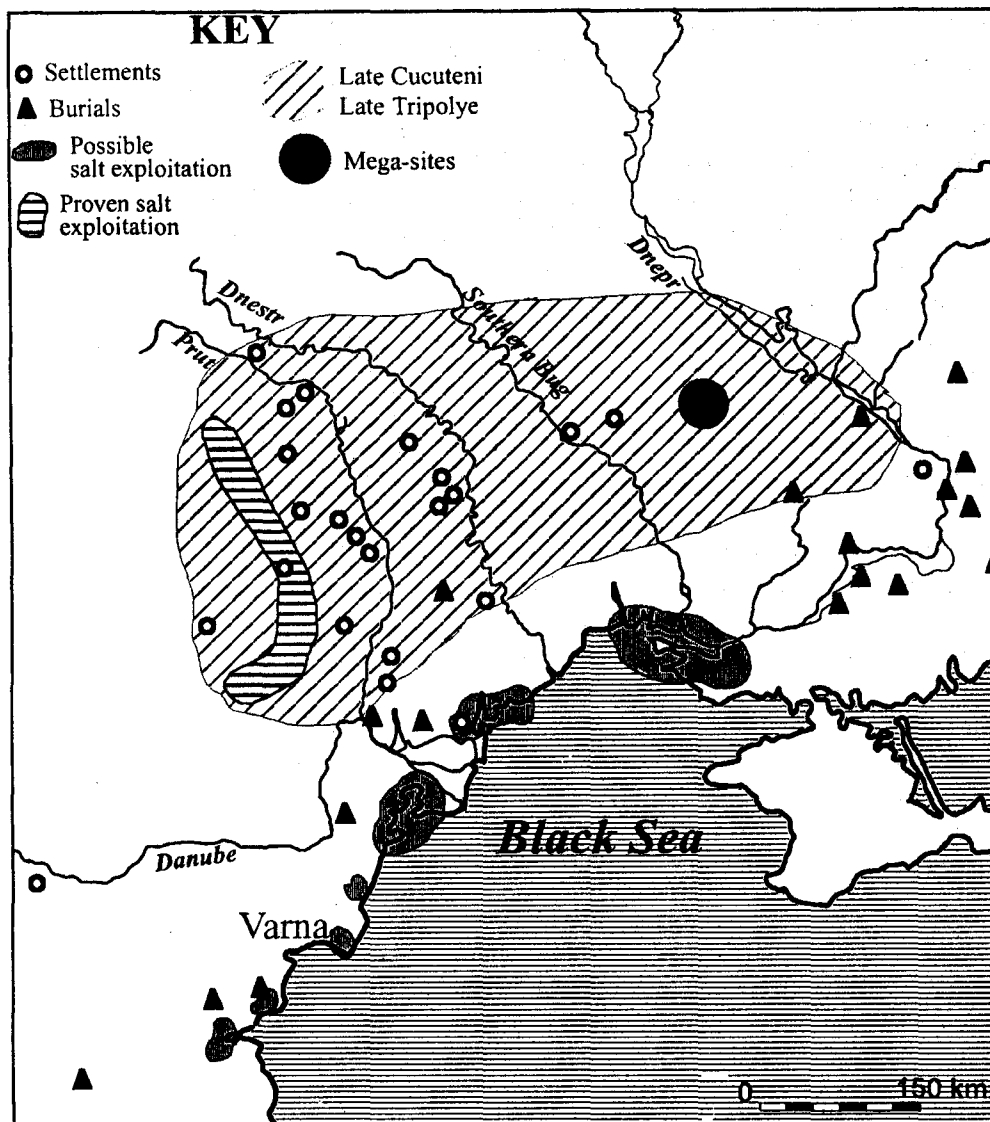 KEY
Settlements
Burials
Possible
salt exploitation
Proven salt
exploitation
Late Cucuteni
Late Tripolye
Mega-sites
Dnestr
Prut
Southern Bug
Dnepr
Black Sea
Danube
Varna
0 150 km